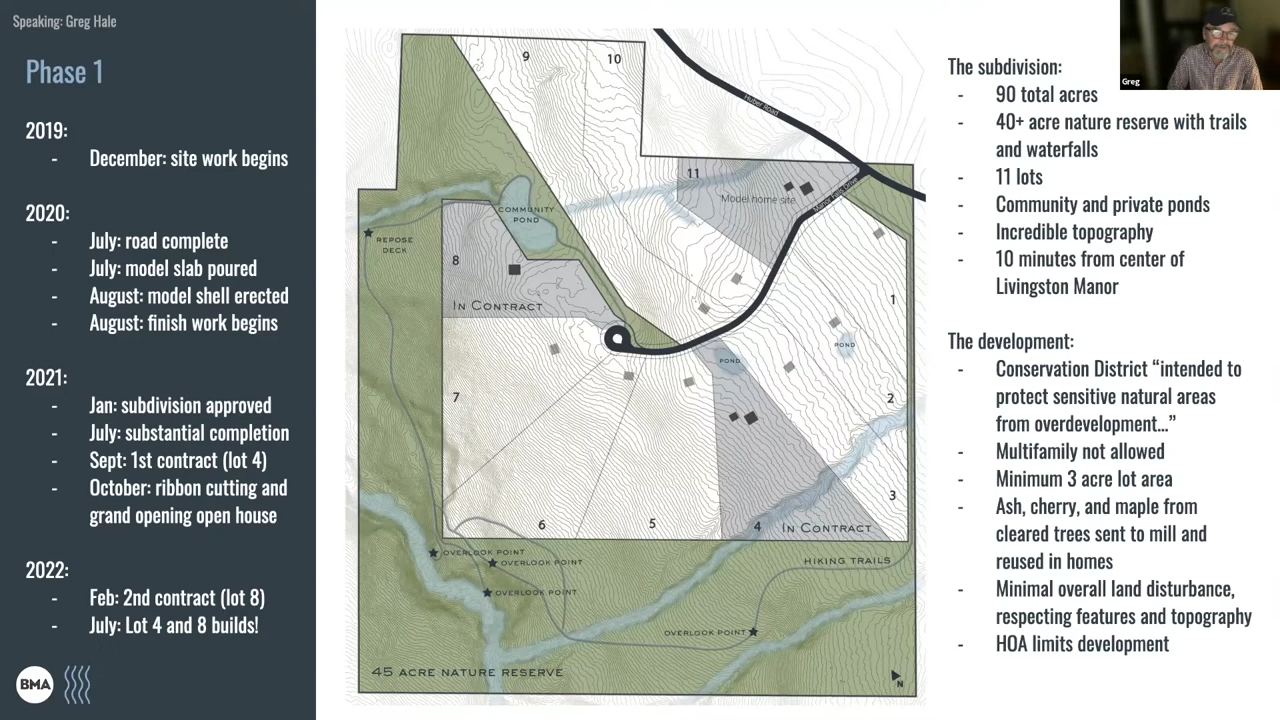 Speaking: Greg Hale
Phase 1
2019:
- December: site work begins
2020:
- July: road complete
- July: model slab poured
- August: model shell erected
- August: finish work begins
2021:
- Jan: subdivision approved
- July: substantial completion
- Sept: 1st contract (lot 4)
- October: ribbon cutting and
grand opening open house
2022:
- Feb: 2nd contract (lot 8)
- July: Lot 4 and 8 builds!
BMA
9
10
Huber Road
11
Model home site
Manor Falls Drive
COMMUNITY
POND
REPOSE
DECK
8
IN CONTRACT
1
POND
POND
7
2
3
6
5
4
IN CONTRACT
OVERLOOK POINT
OVERLOOK POINT
HIKING TRAILS
OVERLOOK POINT
OVERLOOK POINT
45 ACRE NATURE RESERVE
N
The subdivision:
- 90 total acres
- 40+ acre nature reserve with trails
and waterfalls
- 11 lots
- Community and private ponds
- Incredible topography
- 10 minutes from center of
Livingston Manor
The development:
- Conservation District “intended to
protect sensitive natural areas
from overdevelopment...”
- Multifamily not allowed
- Minimum 3 acre lot area
- Ash, cherry, and maple from
cleared trees sent to mill and
reused in homes
- Minimal overall land disturbance,
respecting features and topography
- HOA limits development
Greg